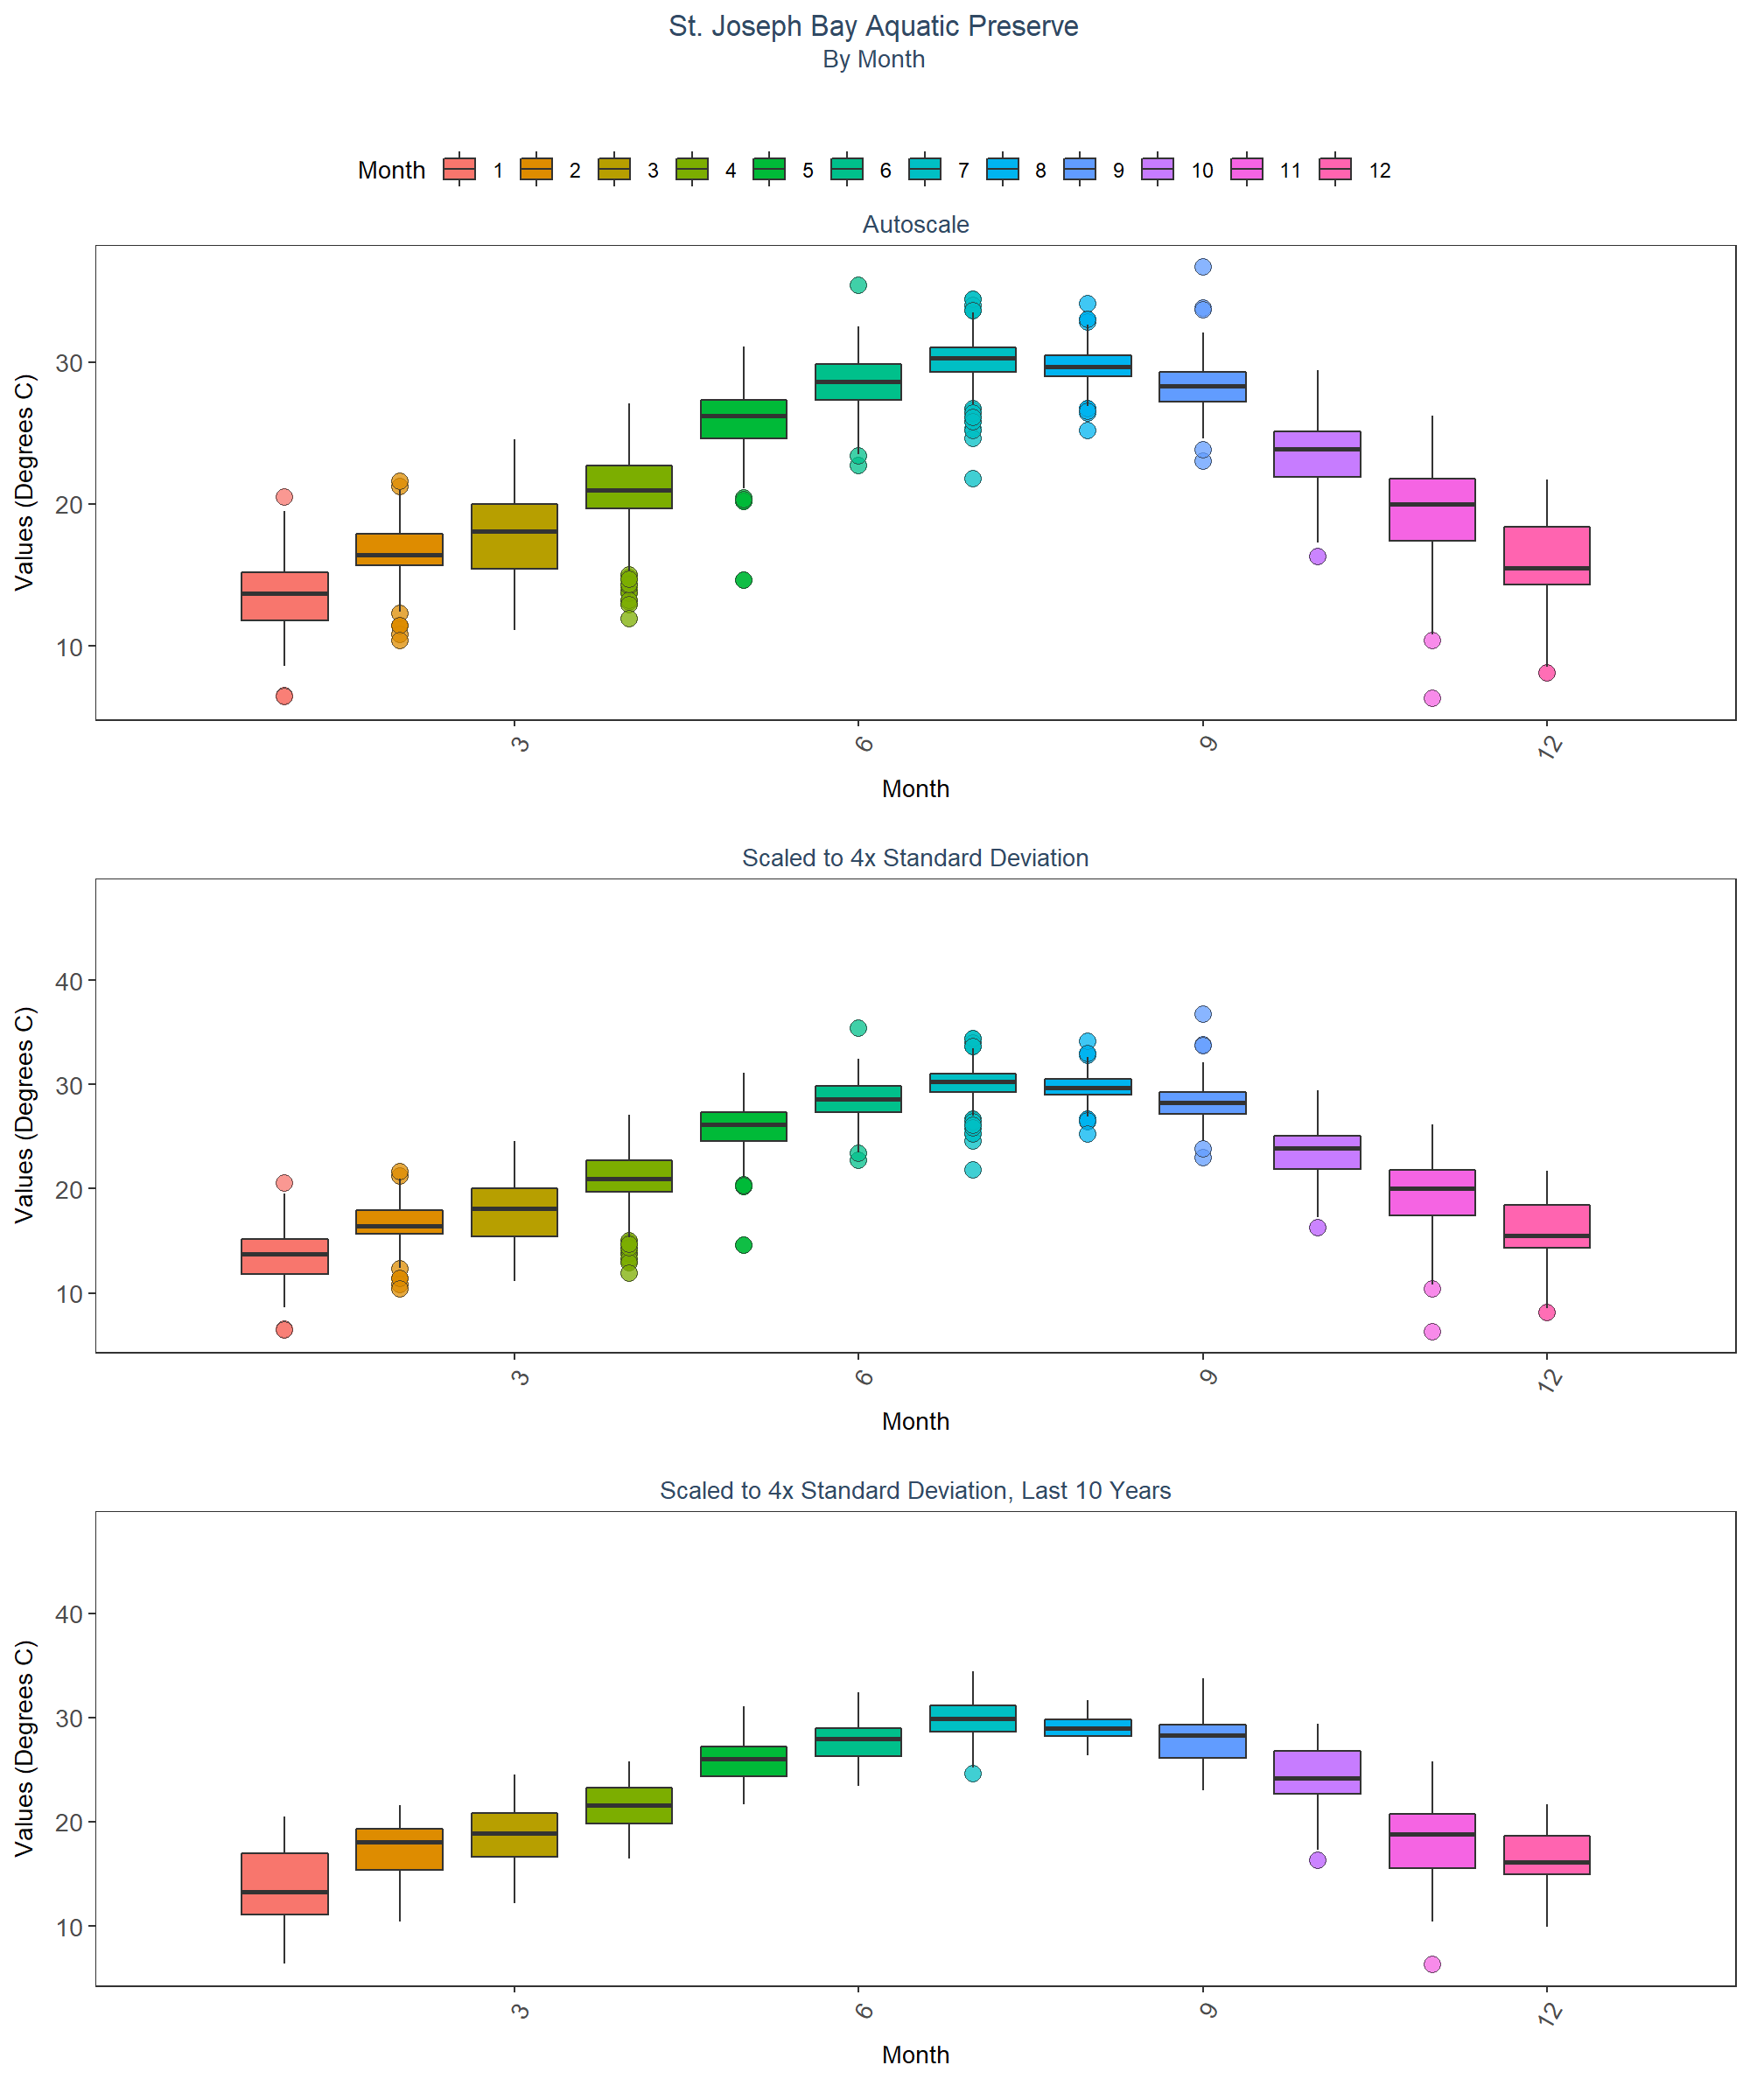 St. Joseph Bay Aquatic Preserve
By Month
Month 1 2 3 4 5 6 7 8 9 10 11 12
Autoscale
Values (Degrees C)
30
20
10
3 6 9 12
Month
Scaled to 4x Standard Deviation
Values (Degrees C)
40
30
20
10
3 6 9 12
Month
Scaled to 4x Standard Deviation, Last 10 Years
Values (Degrees C)
40
30
20
10
3 6 9 12
Month